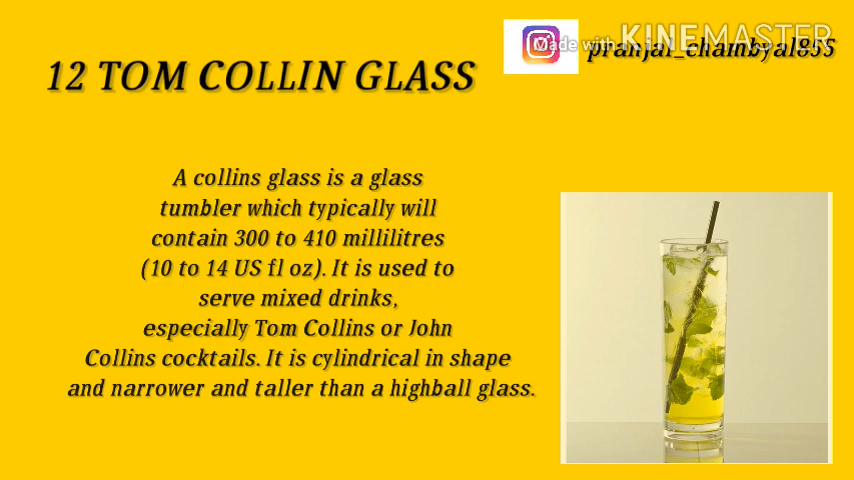 Made with KINEMASTER
pranjal_chambyal855
12 TOM COLLIN GLASS
A collins glass is a glass
tumbler which typically will
contain 300 to 410 millilitres
(10 to 14 US fl oz). It is used to
serve mixed drinks,
especially Tom Collins or John
Collins cocktails. It is cylindrical in shape
and narrower and taller than a highball glass.